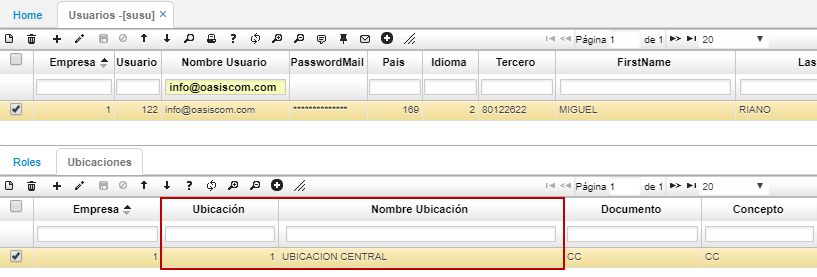 Home Usuarios -[susu] ✕
Página 1 de 1 20
Empresa Usuario Nombre Usuario PasswordMail Pais Idioma Tercero FirstName Las
info@oasiscom.com
1 122 info@oasiscom.com ************** 169 2 80122622 MIGUEL RIANO
Roles Ubicaciones
Página 1 de 1 20
Empresa Ubicación Nombre Ubicación Documento Concepto
1 1 UBICACION CENTRAL CC CC